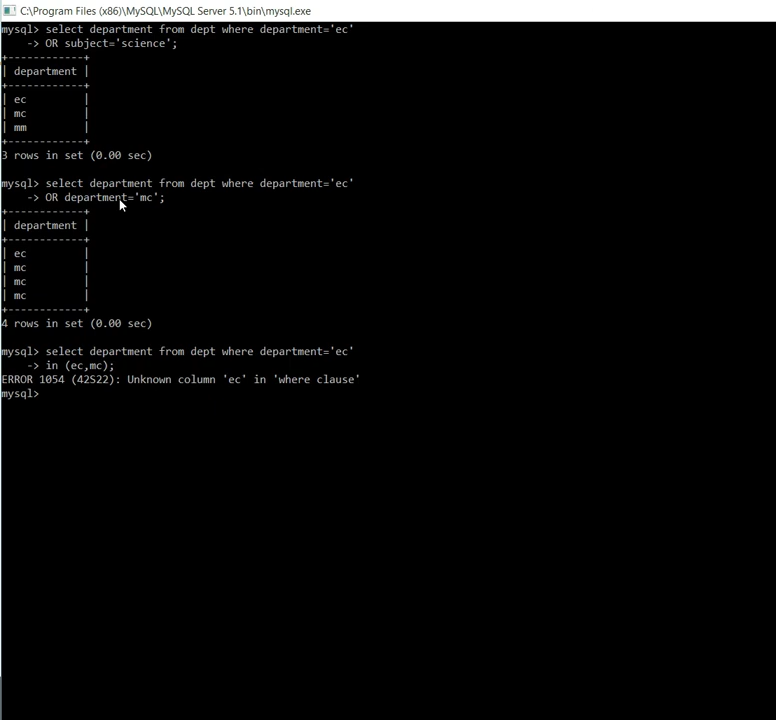 C:\Program Files (x86)\MySQL\MySQL Server 5.1\bin\mysql.exe
mysql> select department from dept where department='ec'
    -> OR subject='science';
+------------+
| department |
+------------+
| ec         |
| mc         |
| mm         |
+------------+
3 rows in set (0.00 sec)

mysql> select department from dept where department='ec'
    -> OR department='mc';
+------------+
| department |
+------------+
| ec         |
| mc         |
| mc         |
| mc         |
+------------+
4 rows in set (0.00 sec)

mysql> select department from dept where department='ec'
    -> in (ec,mc);
ERROR 1054 (42S22): Unknown column 'ec' in 'where clause'
mysql>